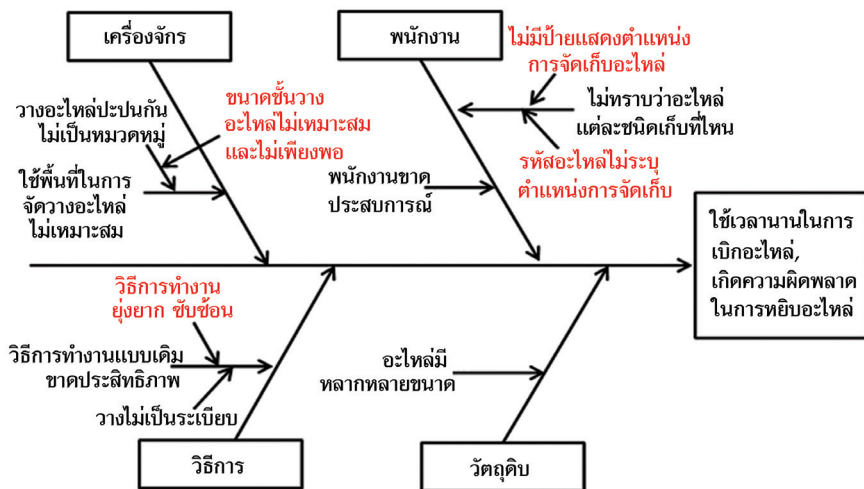 เครื่องจักร
พนักงาน
ไม่มีป้ายแสดงตำแหน่ง
การจัดเก็บอะไหล่
วางอะไหล่ปะปนกัน
ไม่เป็นหมวดหมู่
ขนาดชั้นวาง
อะไหล่ไม่เหมาะสม
และไม่เพียงพอ
ไม่ทราบว่าอะไหล่
แต่ละชนิดเก็บที่ไหน
ใช้พื้นที่ในการ
จัดวางอะไหล่
ไม่เหมาะสม
พนักงานขาด
ประสบการณ์
รหัสอะไหล่ไม่ระบุ
ตำแหน่งการจัดเก็บ
ใช้เวลานานในการ
เบิกอะไหล่,
เกิดความผิดพลาด
ในการหยิบอะไหล่
วิธีการทำงาน
ยุ่งยาก ซับซ้อน
วิธีการทำงานแบบเดิม
ขาดประสิทธิภาพ
วางไม่เป็นระเบียบ
อะไหล่มี
หลากหลายขนาด
วิธีการ
วัตถุดิบ